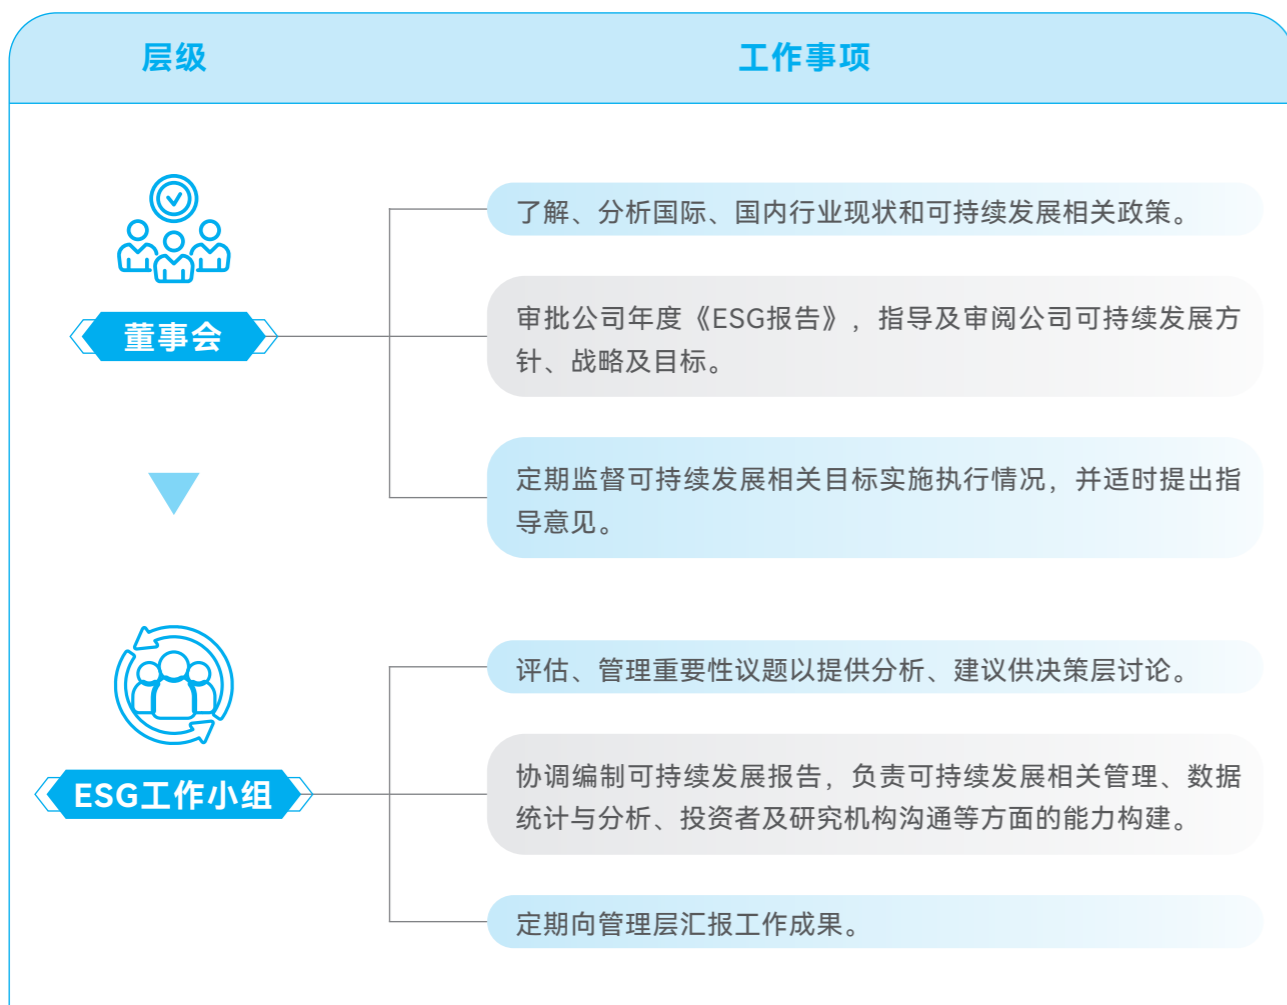 层级
工作事项
董事会
了解、分析国际、国内行业现状和可持续发展相关政策。
审批公司年度《ESG报告》，指导及审阅公司可持续发展方
针、战略及目标。
定期监督可持续发展相关目标实施执行情况，并适时提出指
导意见。
ESG工作小组
评估、管理重要性议题以提供分析、建议供决策层讨论。
协调编制可持续发展报告，负责可持续发展相关管理、数据
统计与分析、投资者及研究机构沟通等方面的能力构建。
定期向管理层汇报工作成果。